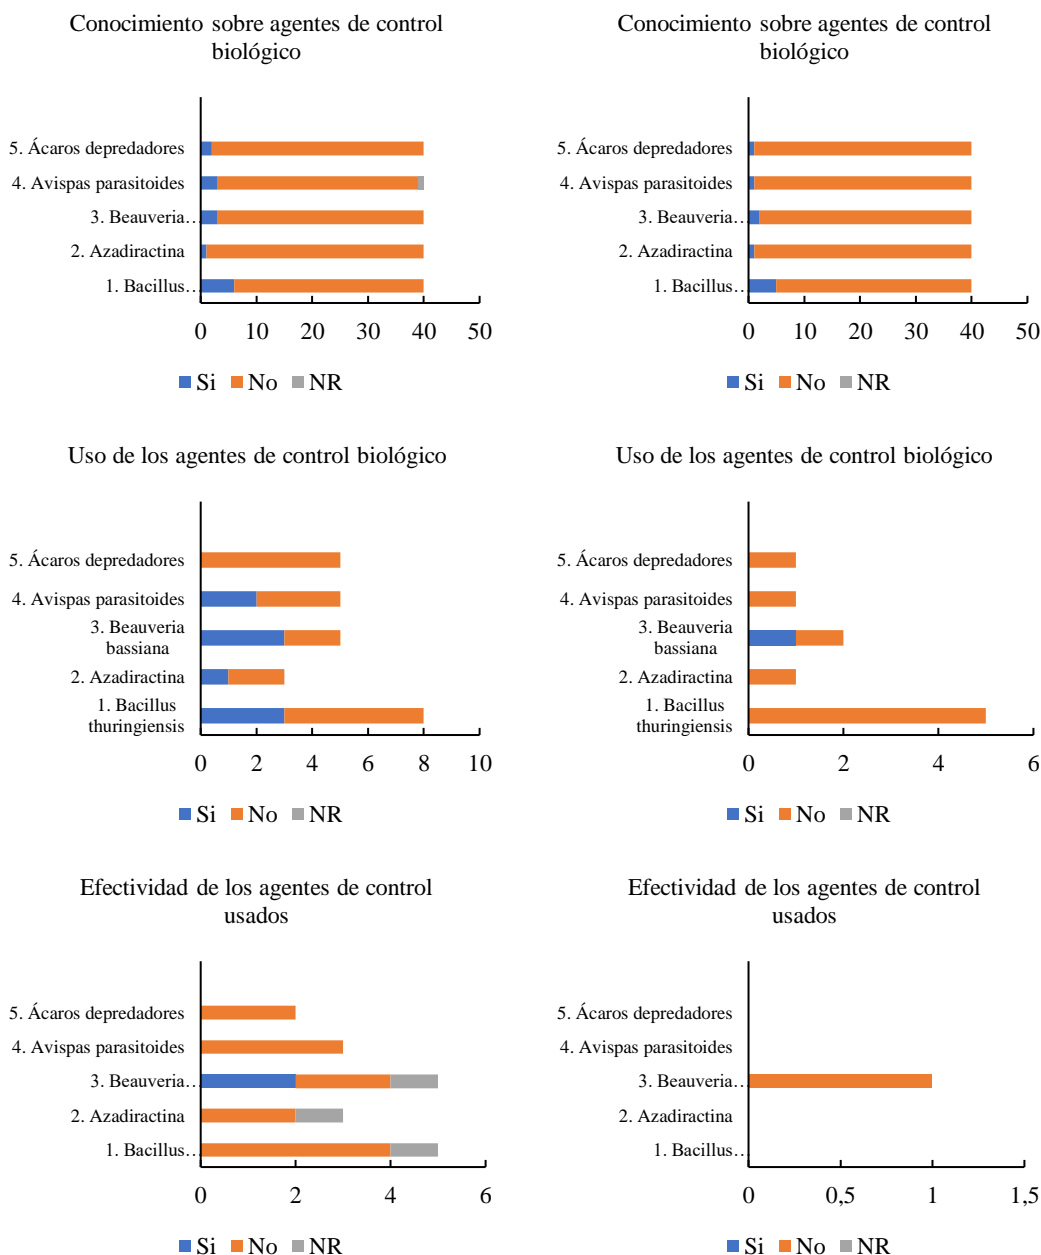 Conocimiento sobre agentes de control
biológico
5. Ácaros depredadores
4. Avispas parasitoides
3. Beauveria…
2. Azadiractina
1. Bacillus…
0 10 20 30 40 50
Si No NR
Conocimiento sobre agentes de control
biológico
5. Ácaros depredadores
4. Avispas parasitoides
3. Beauveria…
2. Azadiractina
1. Bacillus…
0 10 20 30 40 50
Si No NR
Uso de los agentes de control biológico
5. Ácaros depredadores
4. Avispas parasitoides
3. Beauveria
bassiana
2. Azadiractina
1. Bacillus
thuringiensis
0 2 4 6 8 10
Si No NR
Uso de los agentes de control biológico
5. Ácaros depredadores
4. Avispas parasitoides
3. Beauveria
bassiana
2. Azadiractina
1. Bacillus
thuringiensis
0 2 4 6
Si No NR
Efectividad de los agentes de control
usados
5. Ácaros depredadores
4. Avispas parasitoides
3. Beauveria…
2. Azadiractina
1. Bacillus…
0 2 4 6
Si No NR
Efectividad de los agentes de control
usados
5. Ácaros depredadores
4. Avispas parasitoides
3. Beauveria…
2. Azadiractina
1. Bacillus…
0 0,5 1 1,5
Si No NR